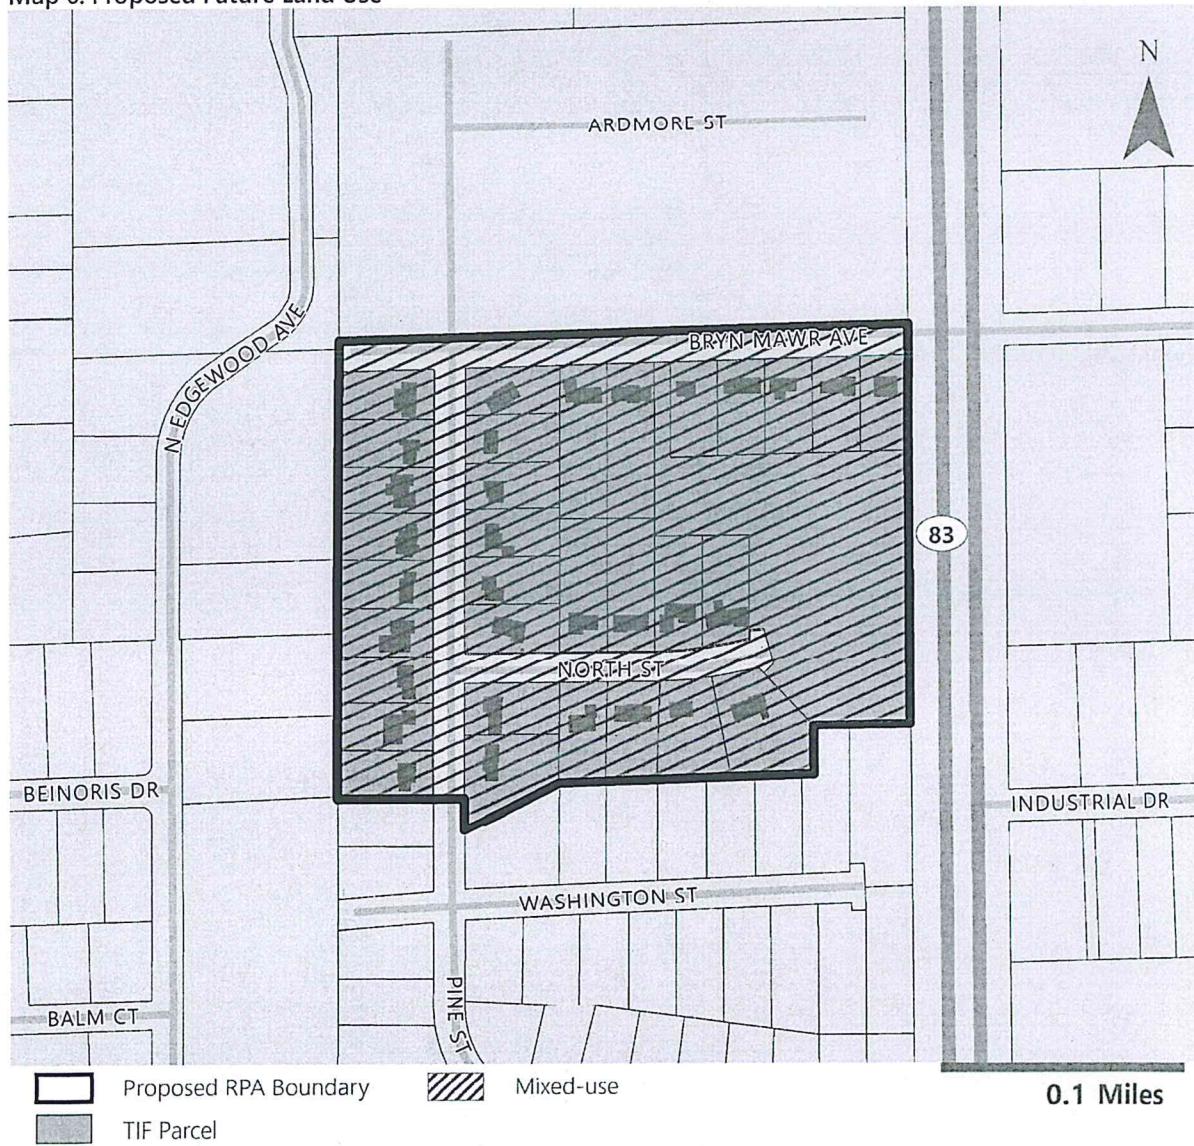 Map 6: Proposed Future Land Use
N
ARDMORE ST
N EDGEWOOD AVE
BRYN MAWR AVE
83
NORTH ST
BEINORIS DR
INDUSTRIAL DR
WASHINGTON ST
PINE ST
BALM CT
Proposed RPA Boundary
Mixed-use
0.1 Miles
TIF Parcel